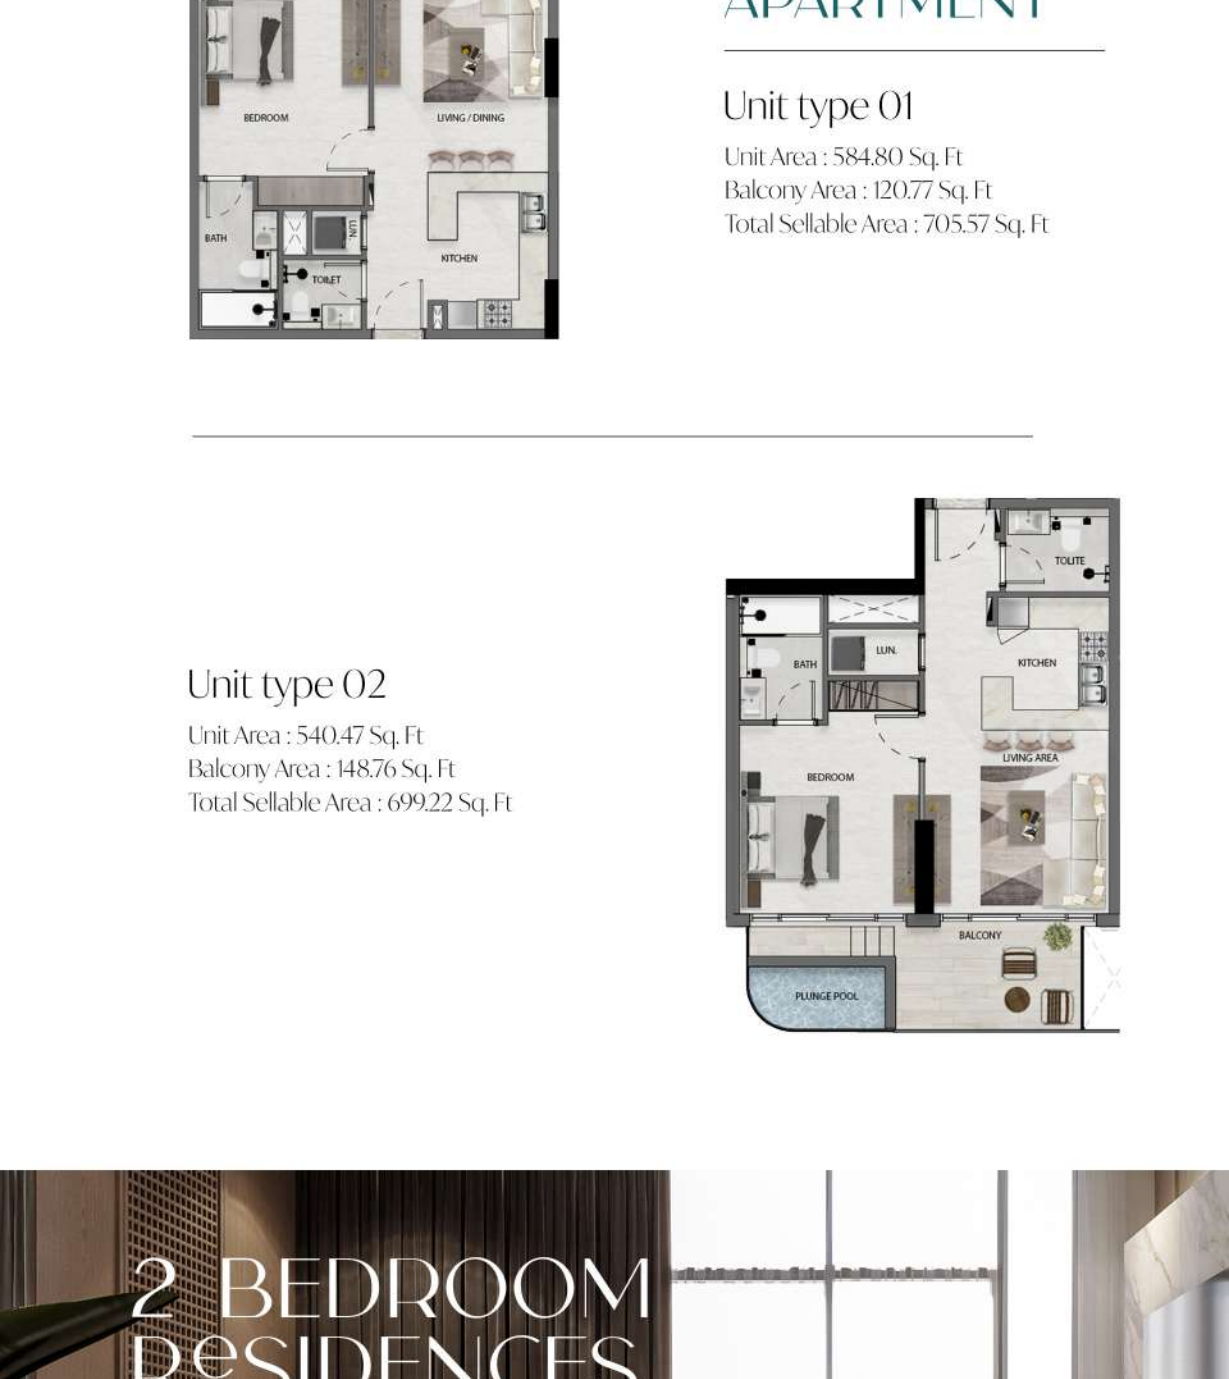 APARTMENT
Unit type 01
Unit Area : 584.80 Sq. Ft
Balcony Area : 120.77 Sq. Ft
Total Sellable Area : 705.57 Sq. Ft
BEDROOM
LIVING / DINING
BATH
LUN.
TOILET
KITCHEN
Unit type 02
Unit Area : 540.47 Sq. Ft
Balcony Area : 148.76 Sq. Ft
Total Sellable Area : 699.22 Sq. Ft
TOLITE
BATH
LUN.
KITCHEN
LIVING AREA
BEDROOM
BALCONY
PLUNGE POOL
2 BEDROOM
ReSIDENCES